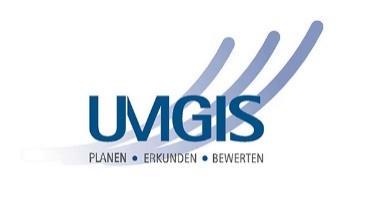 UMGIS
PLANEN • ERKUNDEN • BEWERTEN